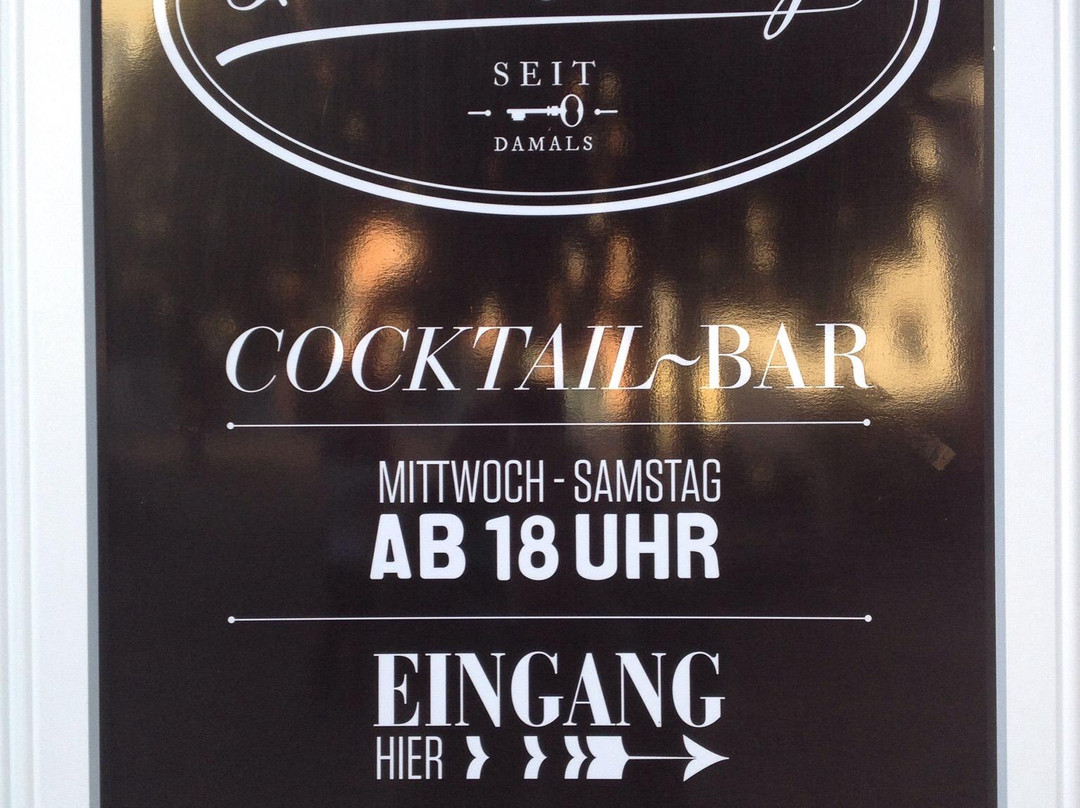 SEIT
DAMALS
COCKTAIL~BAR
MITTWOCH - SAMSTAG
AB 18 UHR
EINGANG
HIER